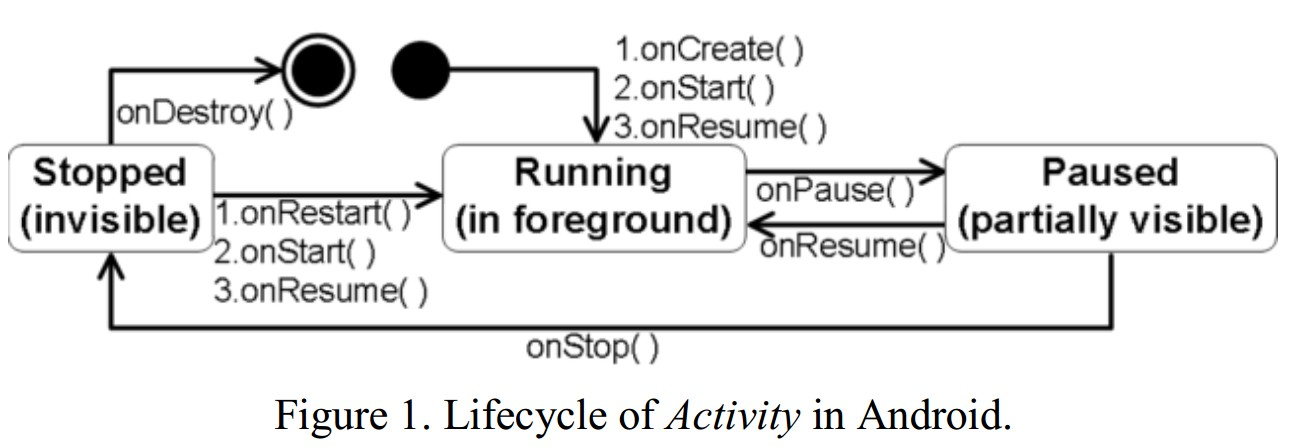 1.onCreate( )
2.onStart( )
3.onResume( )
onDestroy( )
Stopped
(invisible)
1.onRestart( )
2.onStart( )
3.onResume( )
Running
(in foreground)
onPause( )
onResume( )
Paused
(partially visible)
onStop( )
Figure 1. Lifecycle of Activity in Android.